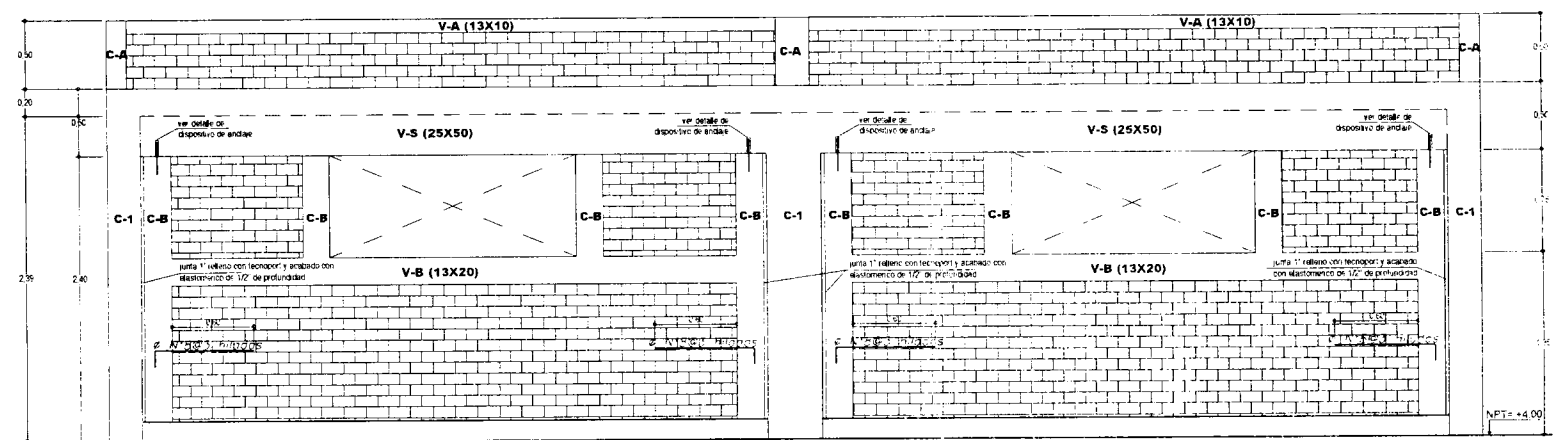 V-A (13X10)
V-A (13X10)
C-A
C-A
C-A
0,50
0,20
0,50
ver detalle de
dispositivo de anclaje
V-S (25X50)
ver detalle de
dispositivo de anclaje
ver detalle de
dispositivo de anclaje
V-S (25X50)
ver detalle de
dispositivo de anclaje
C-1
C-B
C-B
C-B
C-B
C-1
C-B
C-B
C-B
C-B
C-1
junta 1" relleno con tecnoport y acabado con
elastomerico de 1/2" de profundidad
V-B (13X20)
junta 1" relleno con tecnoport y acabado con
elastomerico de 1/2" de profundidad
V-B (13X20)
junta 1" relleno con tecnoport y acabado
con elastomerico de 1/2" de profundidad
2,39
2,40
NPT= +4.00